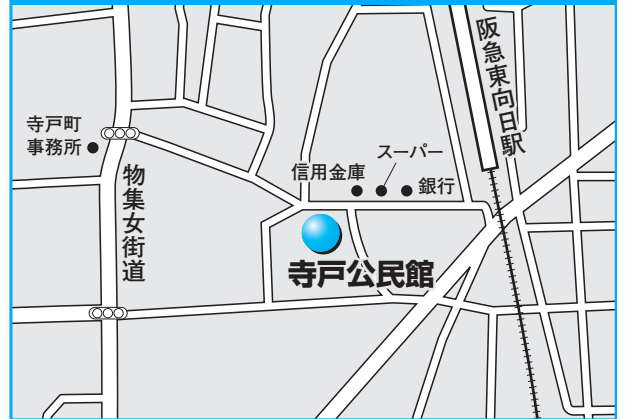 阪急東向日駅
寺戸町
事務所
物集女街道
信用金庫
スーパー
銀行
寺戸公民館